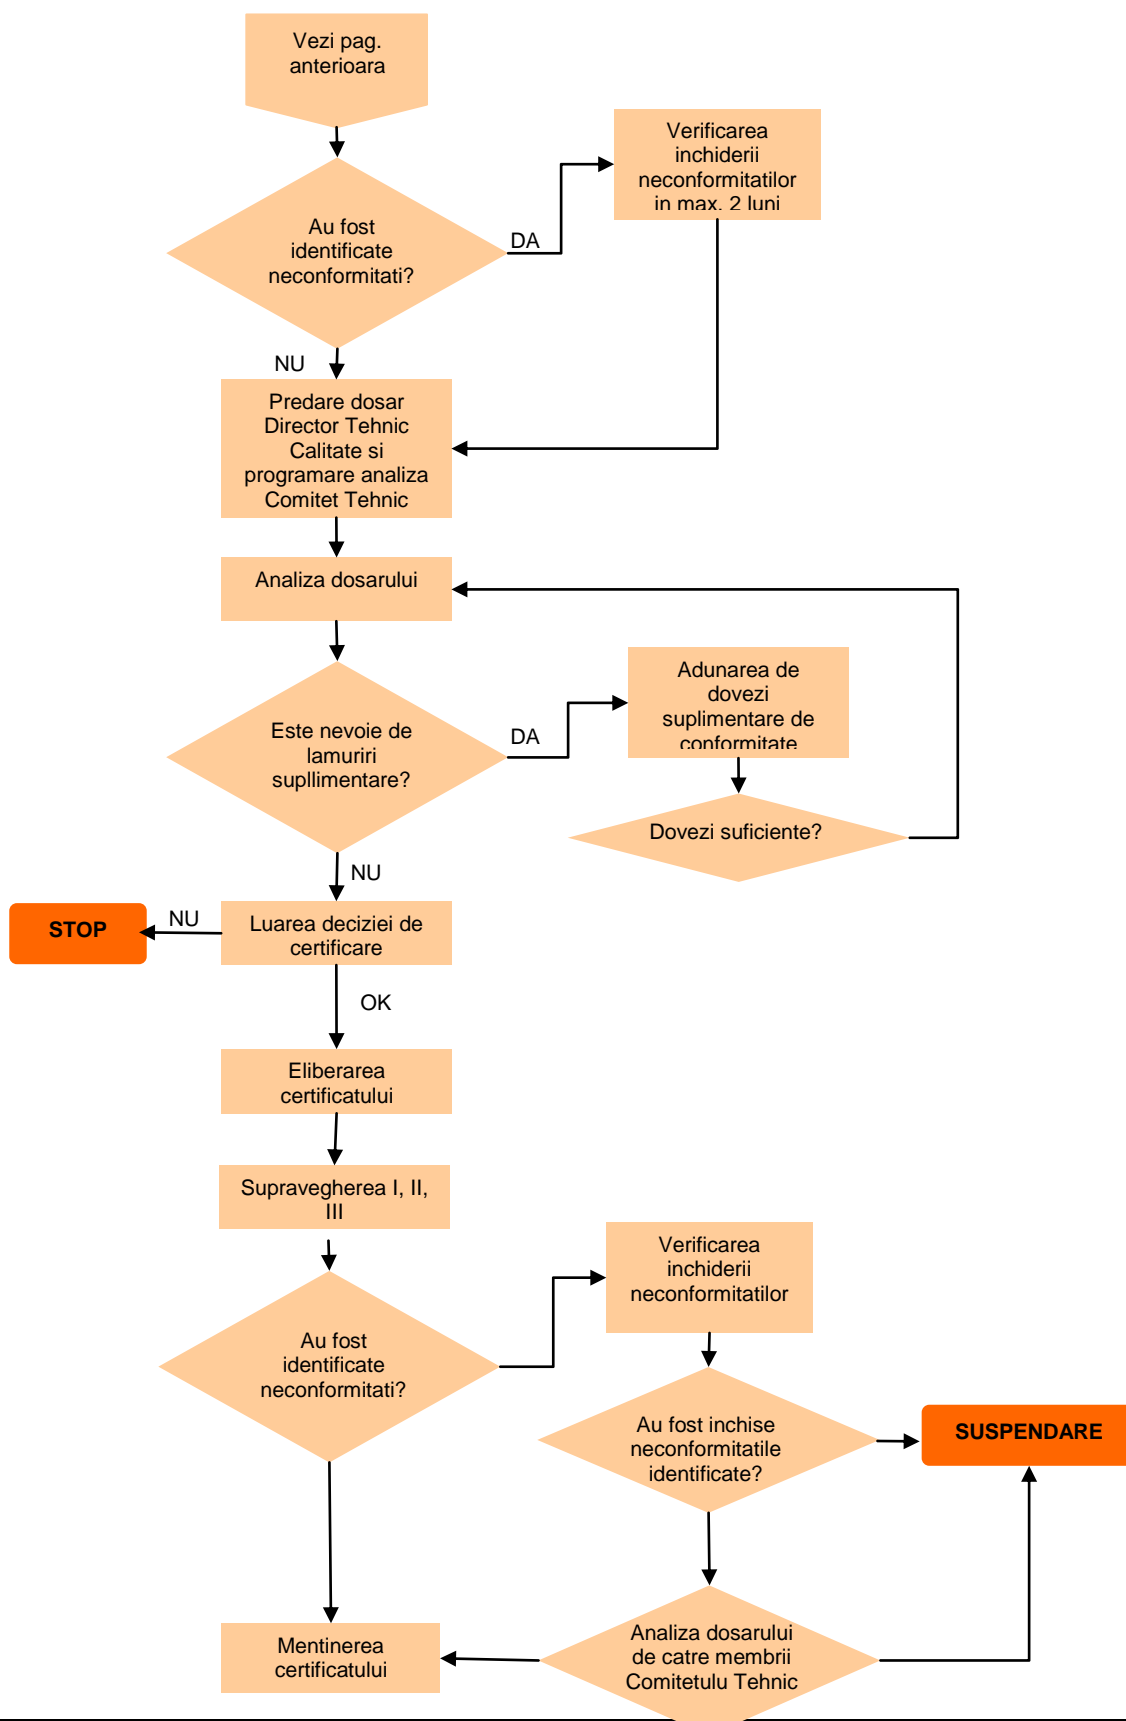 Vezi pag.
anterioara
Verificarea
inchiderii
neconformitatilor
in max. 2 luni
Au fost
identificate
neconformitati?
DA
NU
Predare dosar
Director Tehnic
Calitate si
programare analiza
Comitet Tehnic
Analiza dosarului
Adunarea de
dovezi
suplimentare de
conformitate
Este nevoie de
lamuriri
supllimentare?
DA
Dovezi suficiente?
NU
STOP
NU
Luarea deciziei de
certificare
OK
Eliberarea
certificatului
Supravegherea I, II,
III
Verificarea
inchiderii
neconformitatilor
Au fost
identificate
neconformitati?
Au fost inchise
neconformitatile
identificate?
SUSPENDARE
Mentinerea
certificatului
Analiza dosarului
de catre membrii
Comitetulu Tehnic